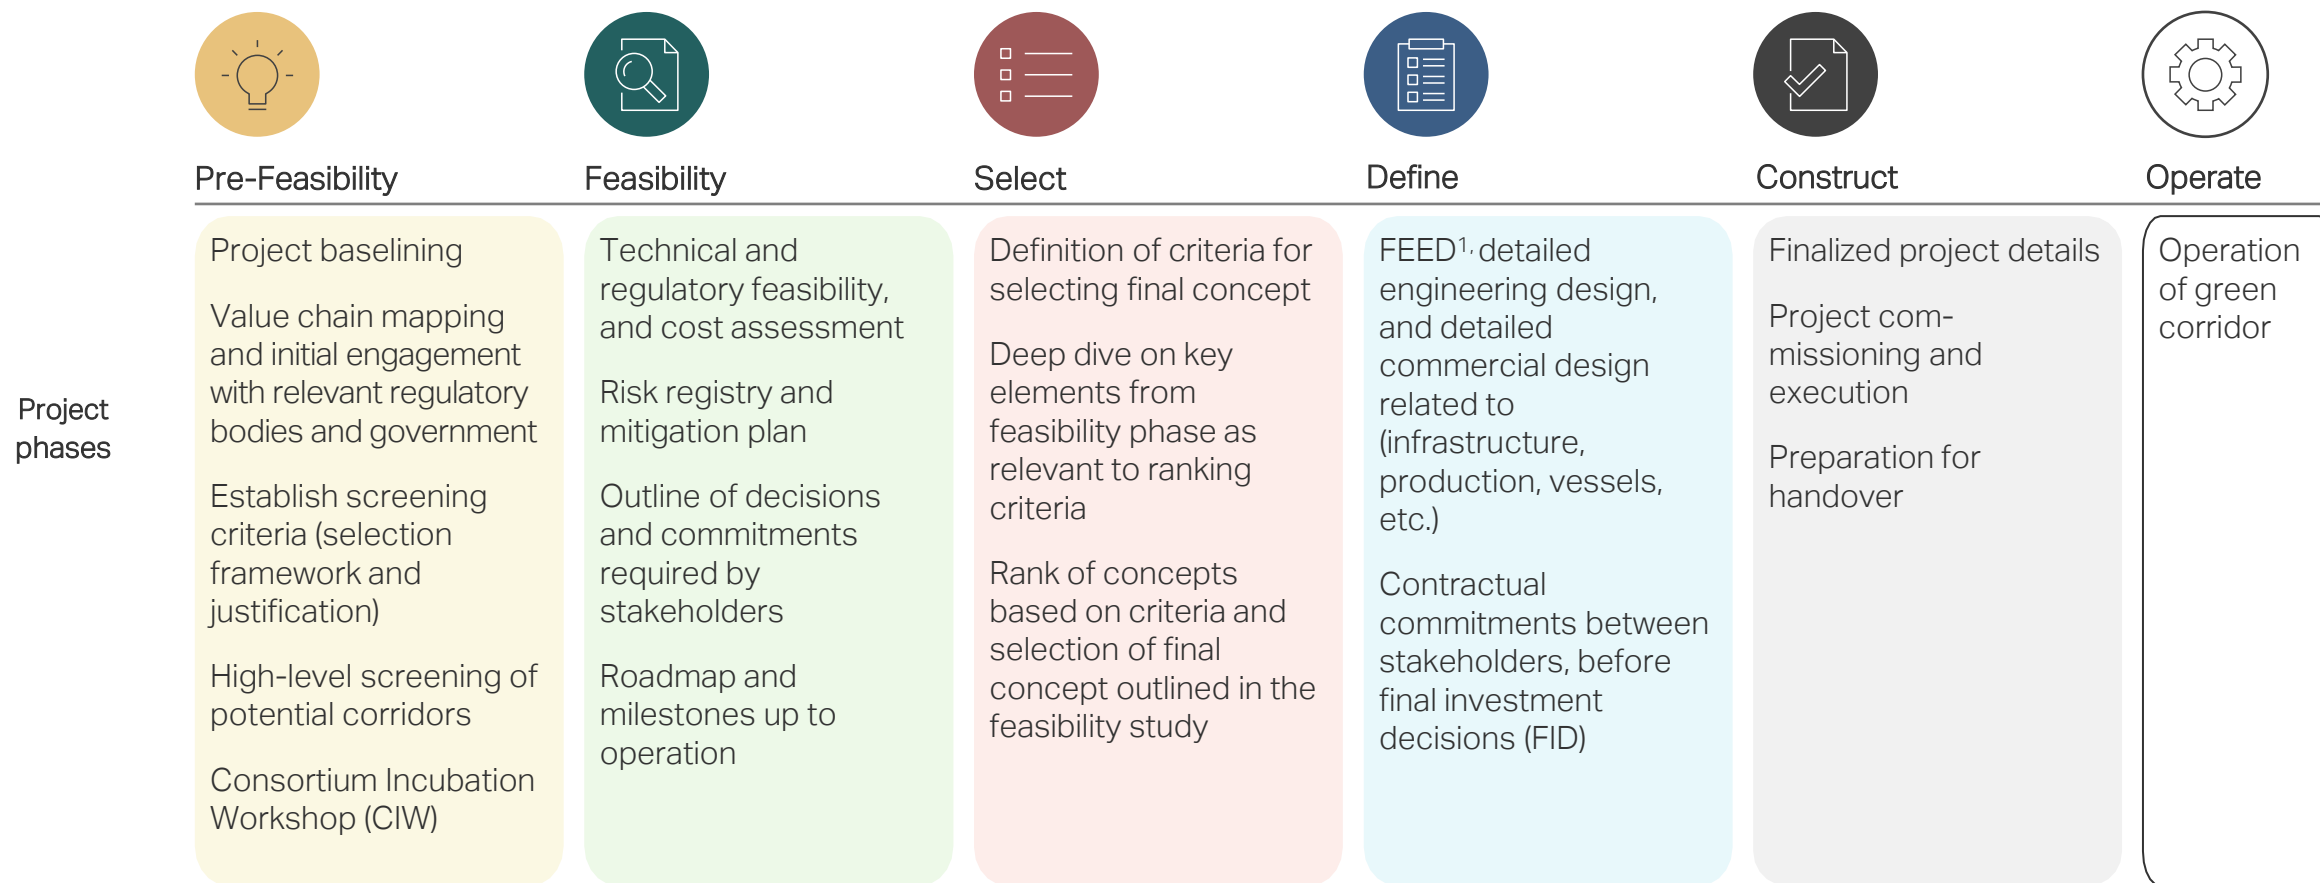 Pre-Feasibility
Feasibility
Select
Define
Construct
Operate
Project
phases
Project baselining
Value chain mapping
and initial engagement
with relevant regulatory
bodies and government
Establish screening
criteria (selection
framework and
justification)
High-level screening of
potential corridors
Consortium Incubation
Workshop (CIW)
Technical and
regulatory feasibility,
and cost assessment
Risk registry and
mitigation plan
Outline of decisions
and commitments
required by
stakeholders
Roadmap and
milestones up to
operation
Definition of criteria for
selecting final concept
Deep dive on key
elements from
feasibility phase as
relevant to ranking
criteria
Rank of concepts
based on criteria and
selection of final
concept outlined in the
feasibility study
FEED¹, detailed
engineering design,
and detailed
commercial design
related to
(infrastructure,
production, vessels,
etc.)
Contractual
commitments between
stakeholders, before
final investment
decisions (FID)
Finalized project details
Project com-
missioning and
execution
Preparation for
handover
Operation
of green
corridor